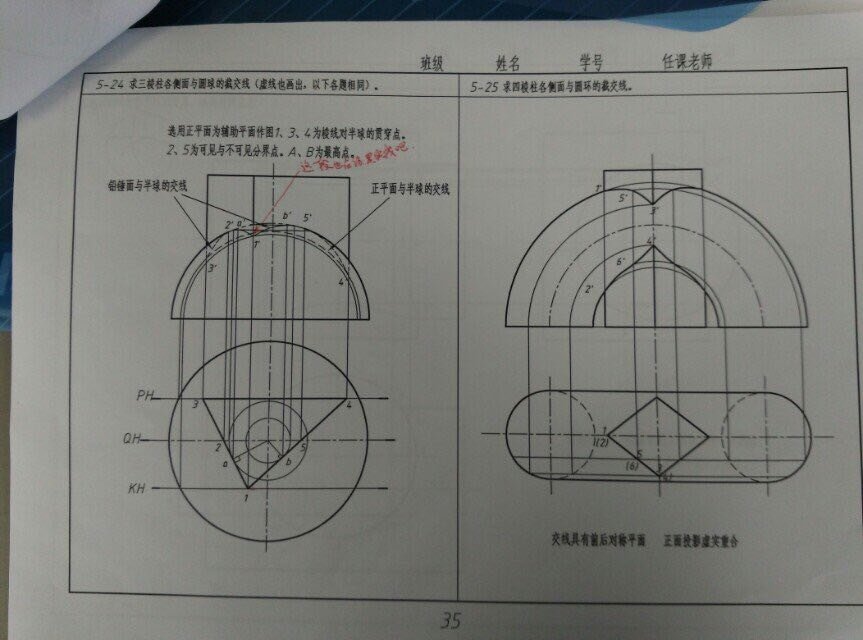 班级 姓名 学号 任课老师
5-24 求三棱柱各侧面与圆球的截交线（虚线也画出，以下各题相同）。
选用正平面为辅助平面作图1、3、4为棱线对半球的贯穿点。
2、5为可见与不可见分界点。A、B为最高点。
铅锤面与半球的交线
正平面与半球的交线
2' a' b' 5'
1'
3'
4'
PH
3 4
QH
2 5
a b
KH
1
5-25 求四棱柱各侧面与圆环的截交线。
1'
5'
3'
4'
6'
2'
1
(2)
5
(6)
3
(4)
交线具有前后对称平面 正面投影虚实重合
35